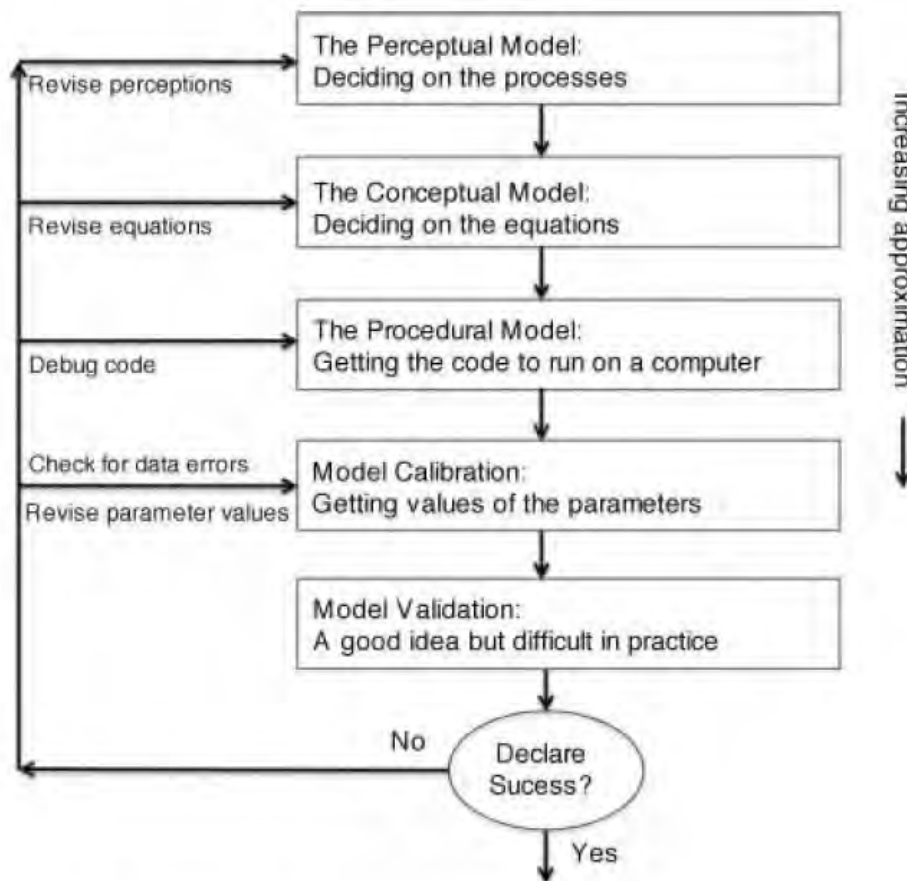 The Perceptual Model:
Deciding on the processes
Revise perceptions
The Conceptual Model:
Deciding on the equations
Revise equations
The Procedural Model:
Getting the code to run on a computer
Debug code
Check for data errors
Model Calibration:
Getting values of the parameters
Revise parameter values
Model Validation:
A good idea but difficult in practice
No
Declare
Sucess?
Yes
Increasing approximation